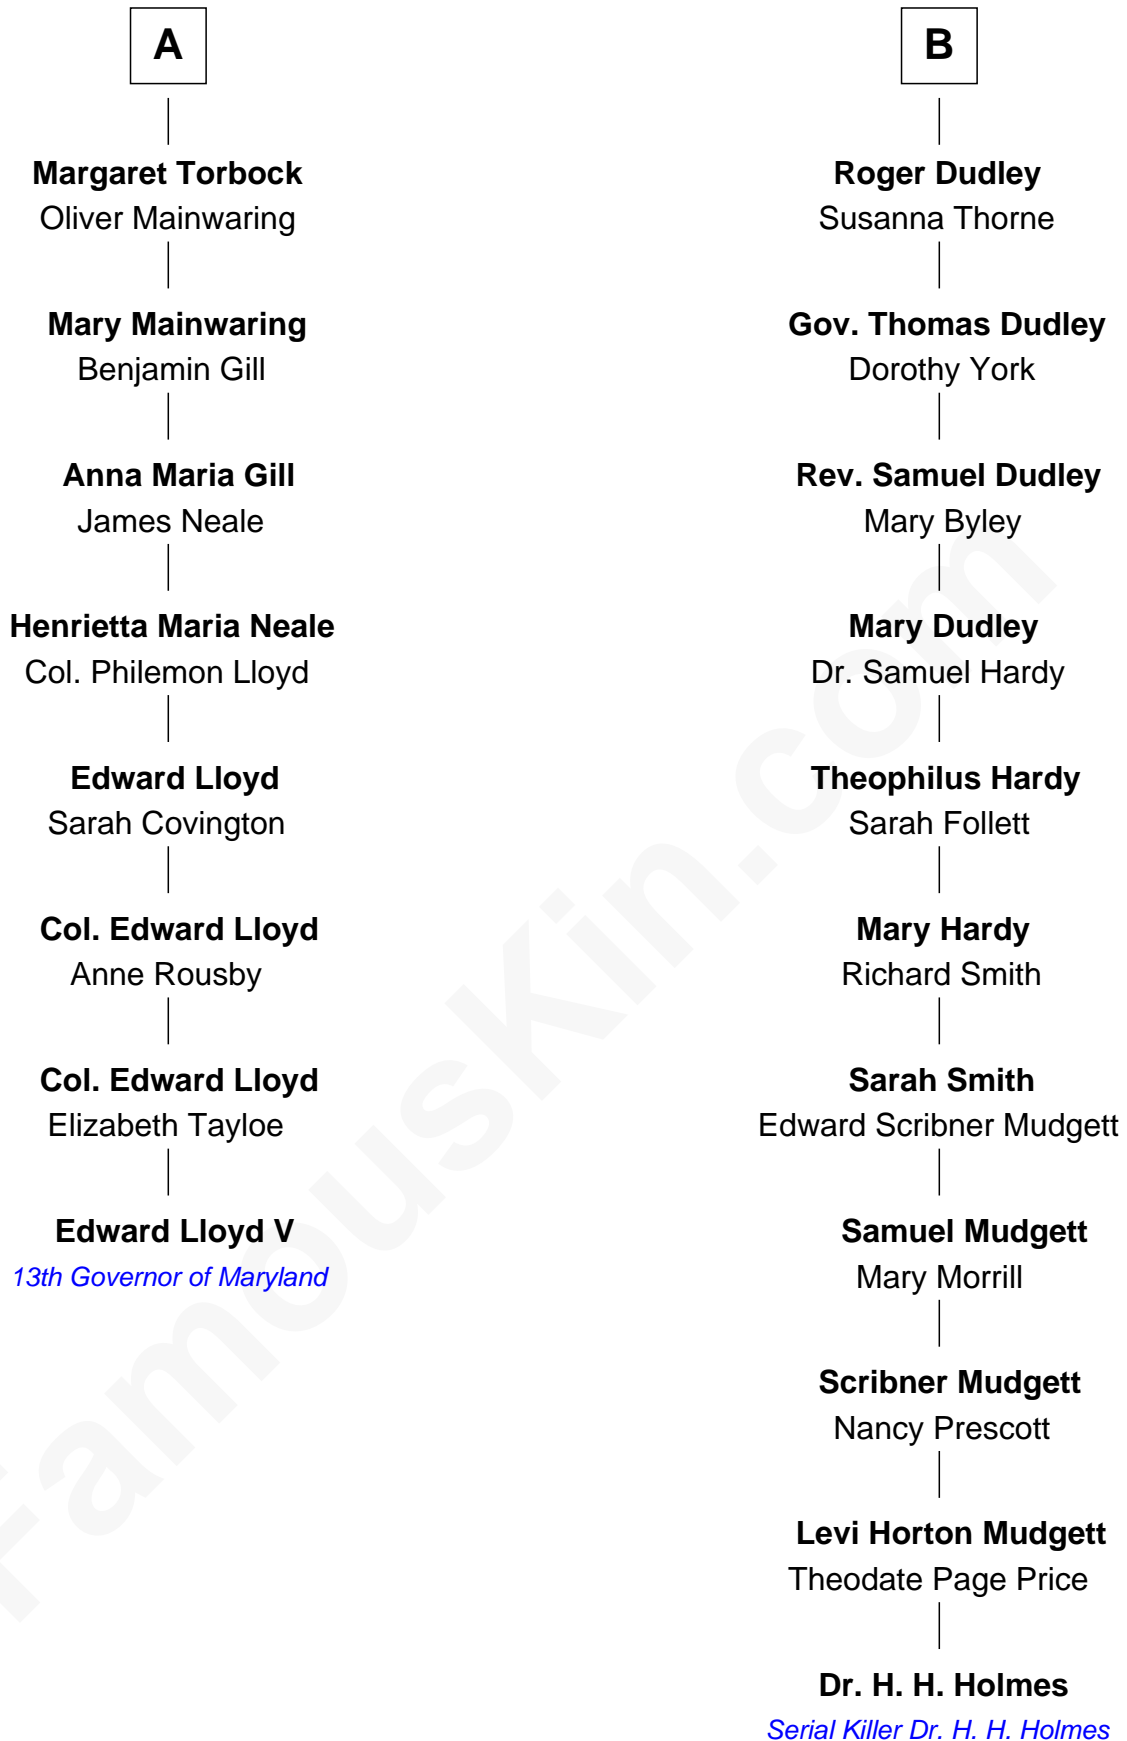 A
Margaret Torbock
Oliver Mainwaring
Mary Mainwaring
Benjamin Gill
Anna Maria Gill
James Neale
Henrietta Maria Neale
Col. Philemon Lloyd
Edward Lloyd
Sarah Covington
Col. Edward Lloyd
Anne Rousby
Col. Edward Lloyd
Elizabeth Tayloe
Edward Lloyd V
13th Governor of Maryland
B
Roger Dudley
Susanna Thorne
Gov. Thomas Dudley
Dorothy York
Rev. Samuel Dudley
Mary Byley
Mary Dudley
Dr. Samuel Hardy
Theophilus Hardy
Sarah Follett
Mary Hardy
Richard Smith
Sarah Smith
Edward Scribner Mudgett
Samuel Mudgett
Mary Morrill
Scribner Mudgett
Nancy Prescott
Levi Horton Mudgett
Theodate Page Price
Dr. H. H. Holmes
Serial Killer Dr. H. H. Holmes
FamousKin.com